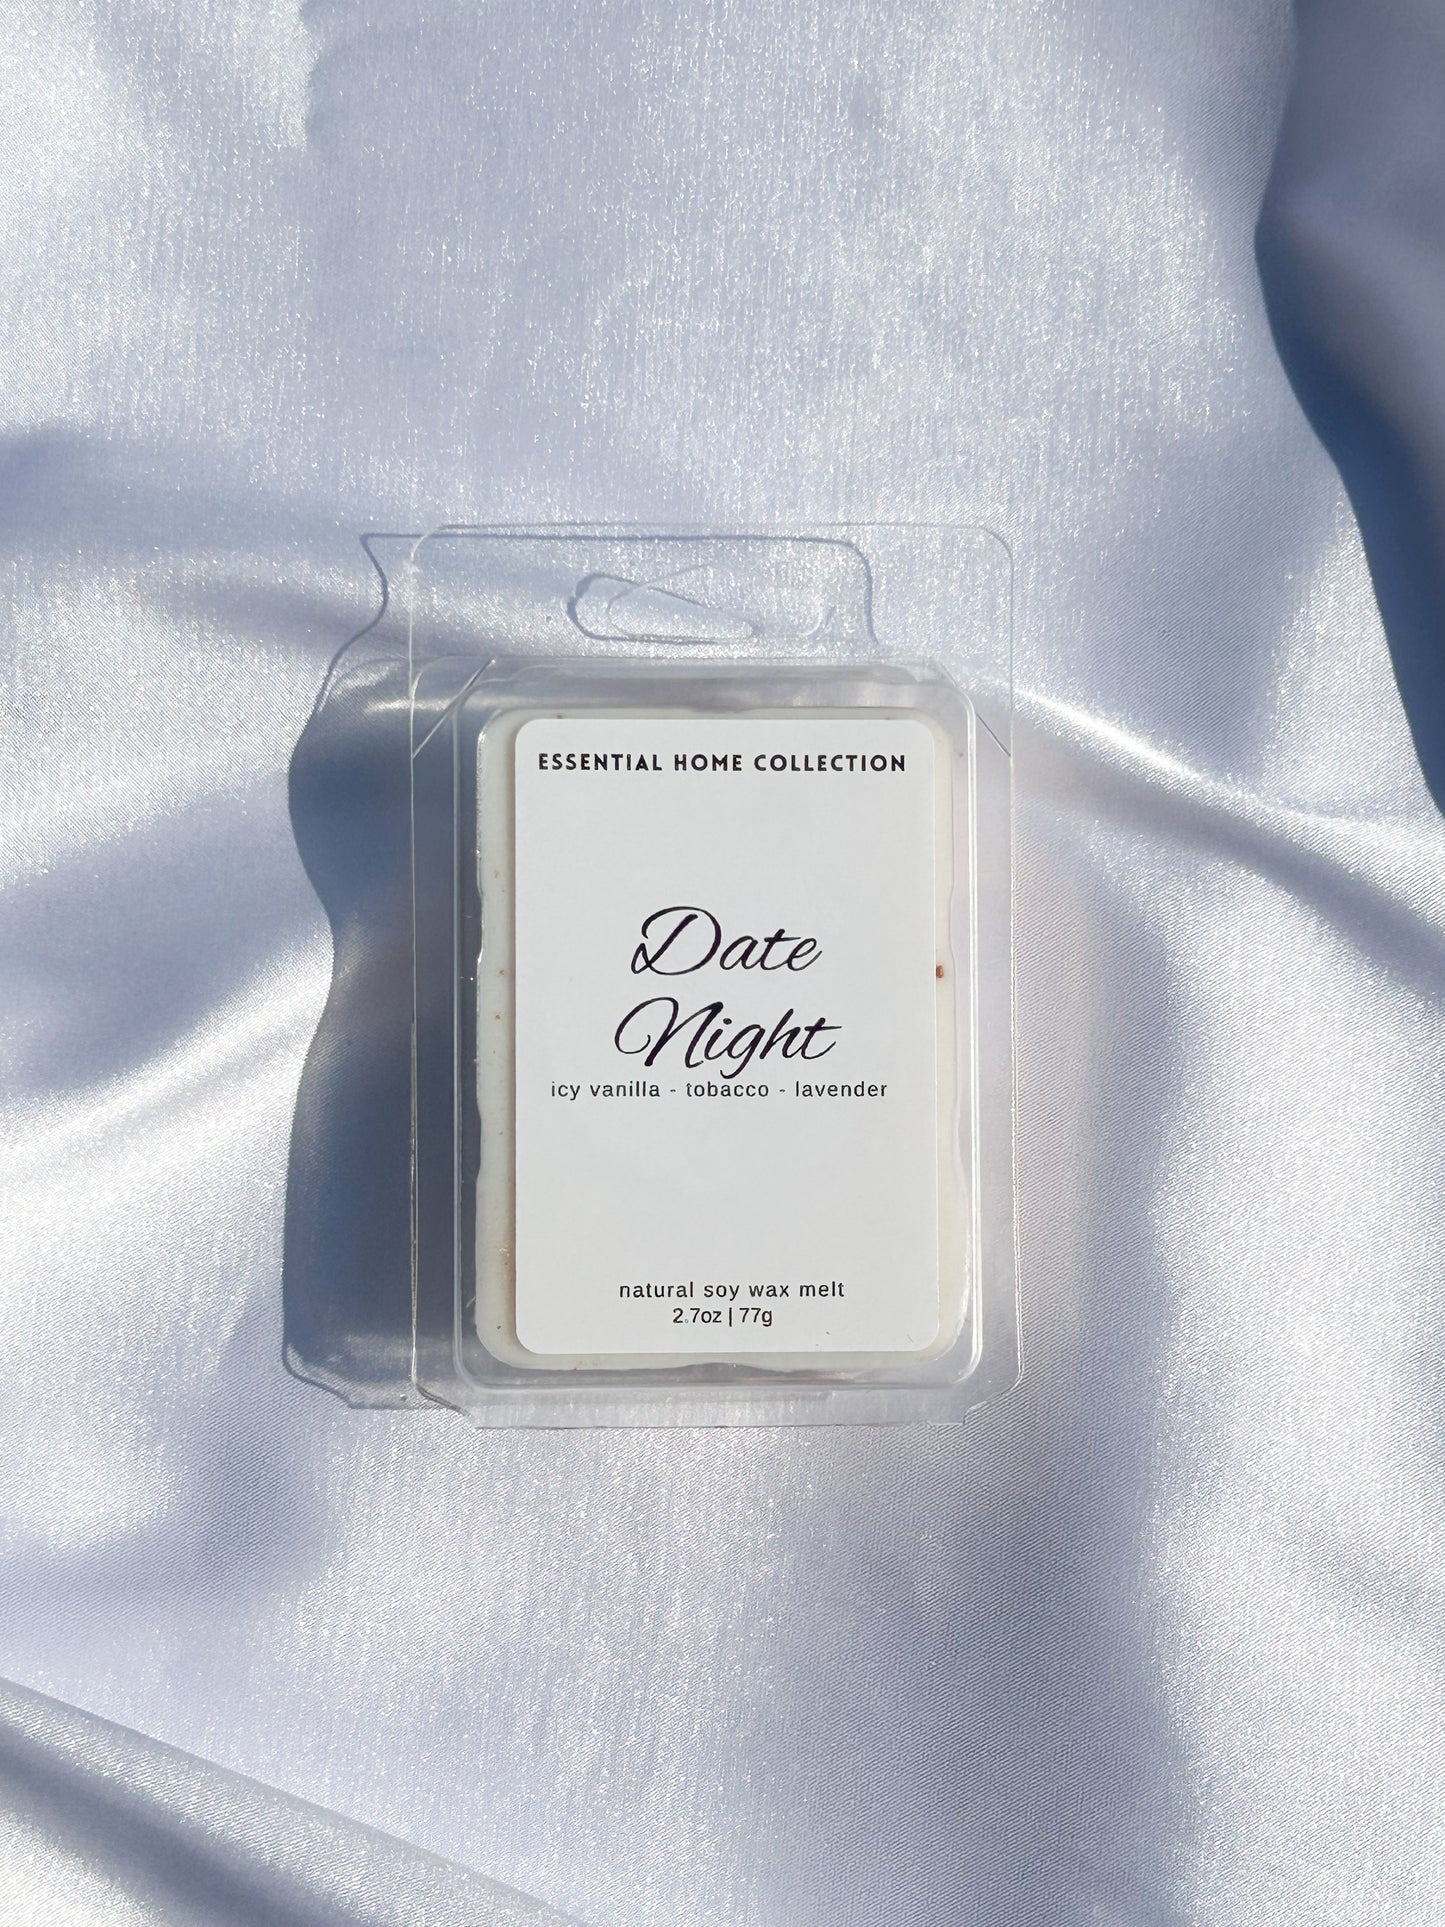 ESSENTIAL HOME COLLECTION
Date
Night
icy vanilla - tobacco - lavender
natural soy wax melt
2.7oz | 77g